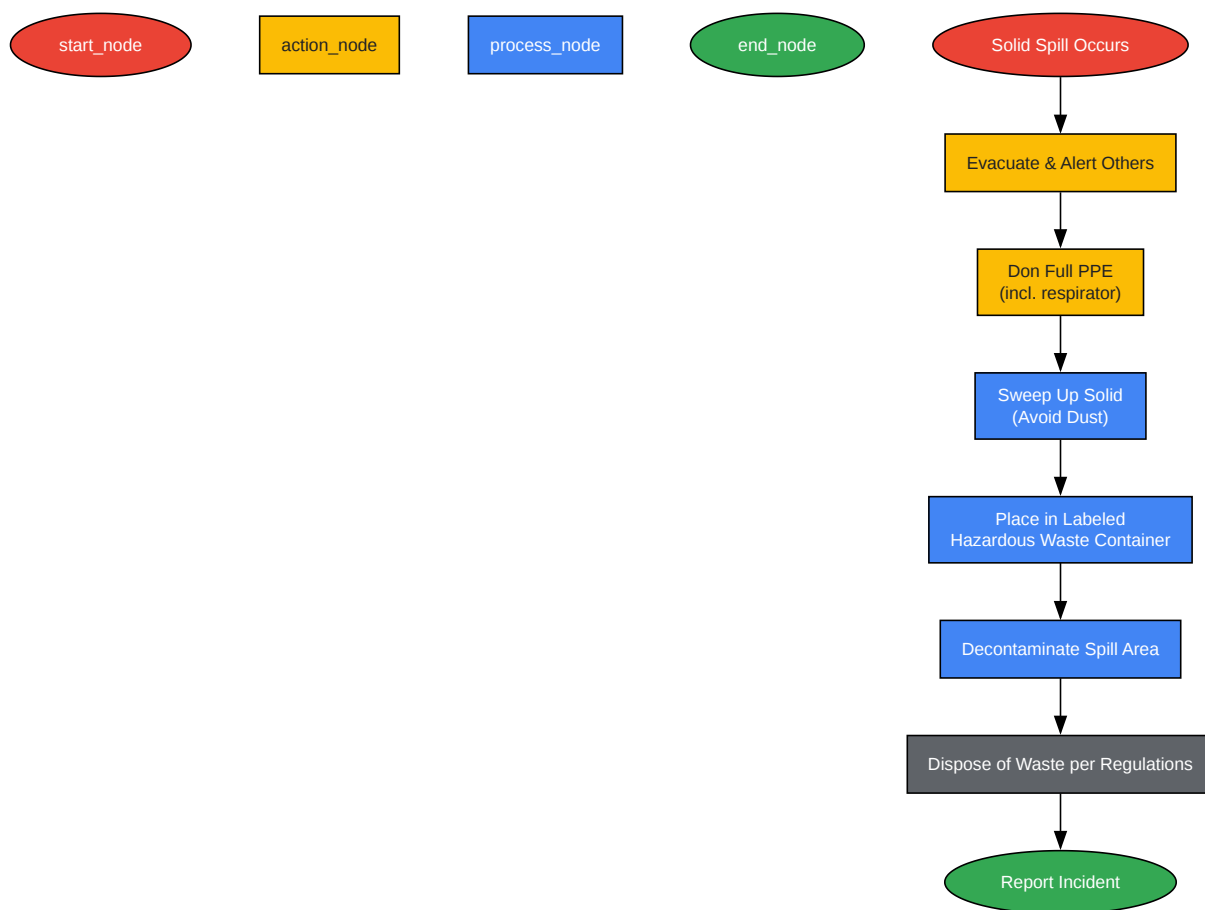 start_node
action_node
process_node
end_node
Solid Spill Occurs
Evacuate & Alert Others
Don Full PPE
(incl. respirator)
Sweep Up Solid
(Avoid Dust)
Place in Labeled
Hazardous Waste Container
Decontaminate Spill Area
Dispose of Waste per Regulations
Report Incident